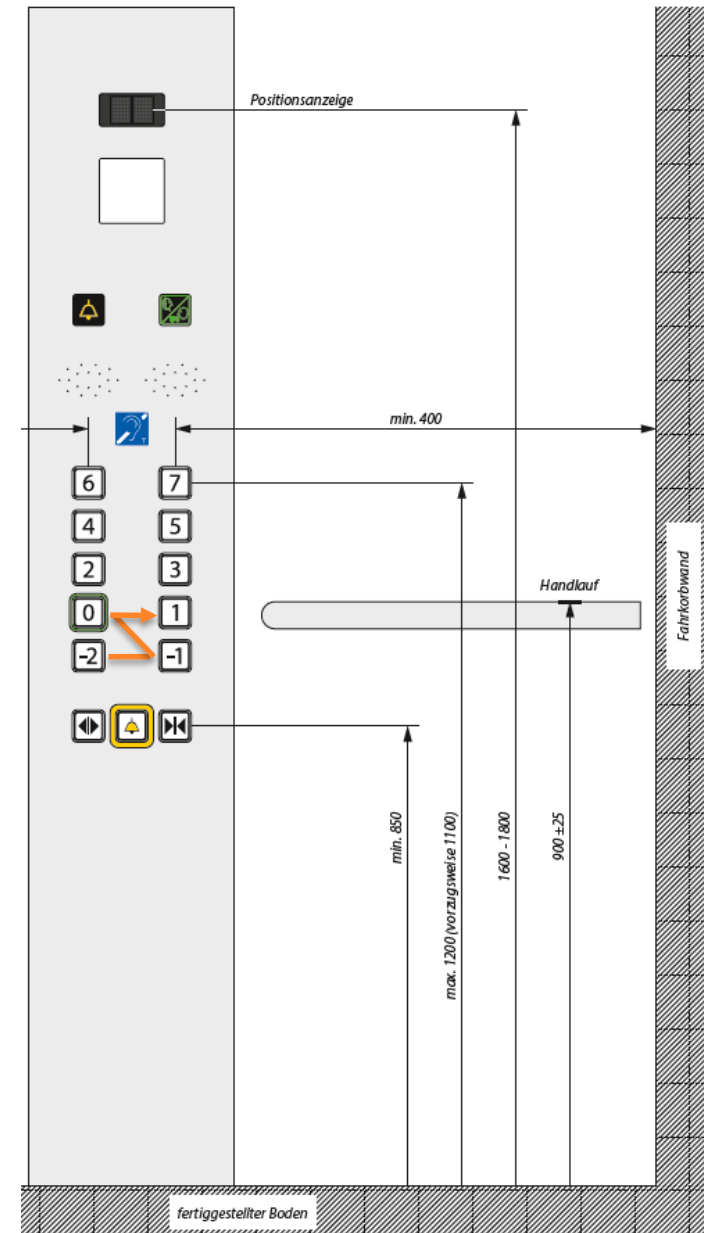 Positionsanzeige
T
min. 400
6 7
4 5
2 3
0 1
-2 -1
Handlauf
Fahrkorbwand
min. 850
max. 1200 (vorzugsweise 1100)
1600 - 1800
900 ±25
fertiggestellter Boden